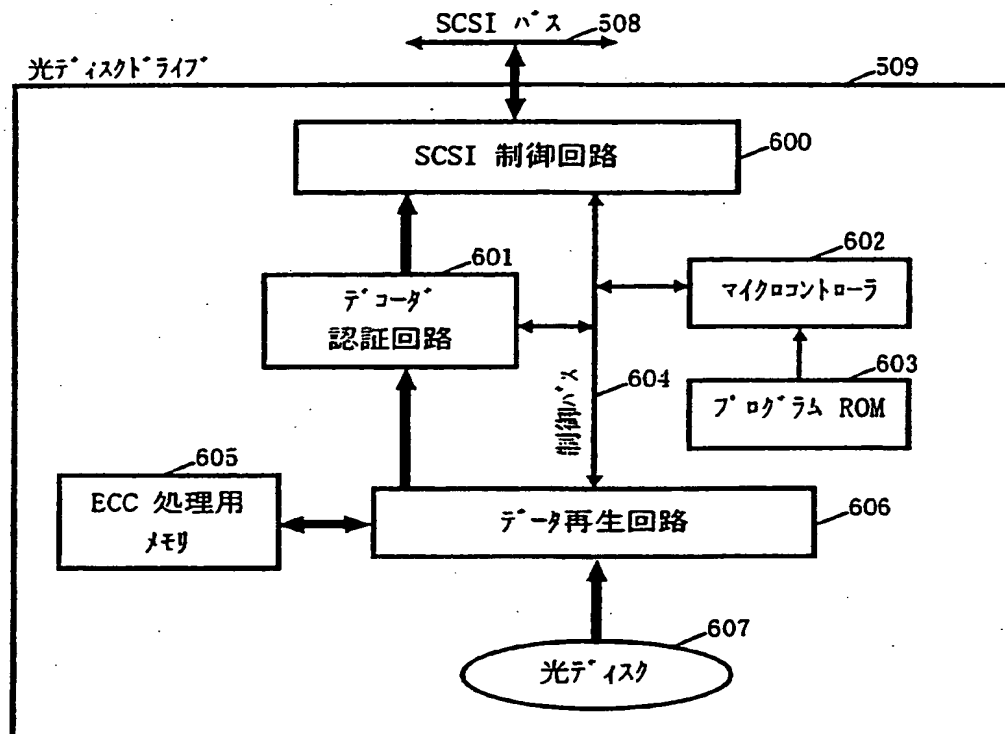 SCSI バス
508
光ディスクドライブ
509
SCSI 制御回路
600
601
デコーダ
認証回路
602
マイクロコントローラ
603
プログラム ROM
制御バス
604
605
ECC 処理用
メモリ
データ再生回路
606
607
光ディスク